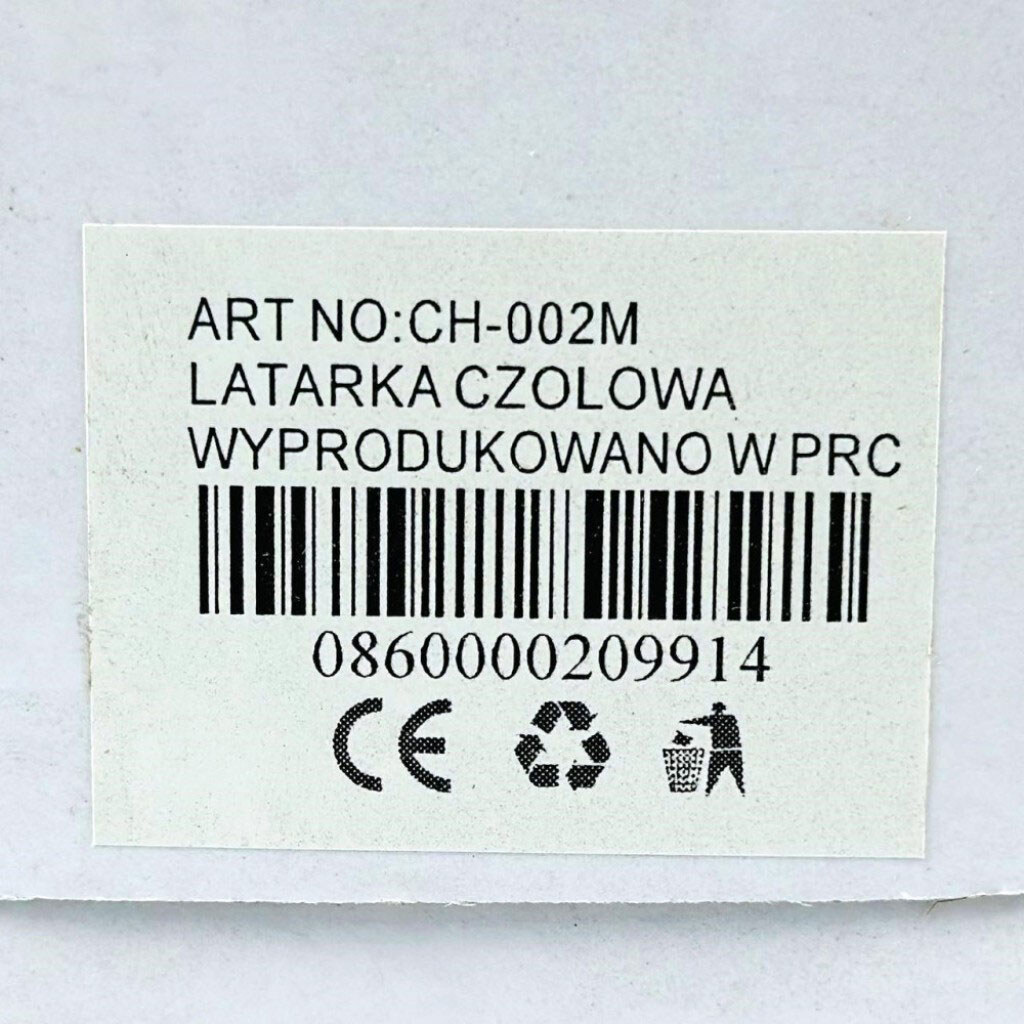 ART NO:CH-002M
LATARKA CZOLOWA
WYPRODUKOWANO W PRC
0860000209914
CE